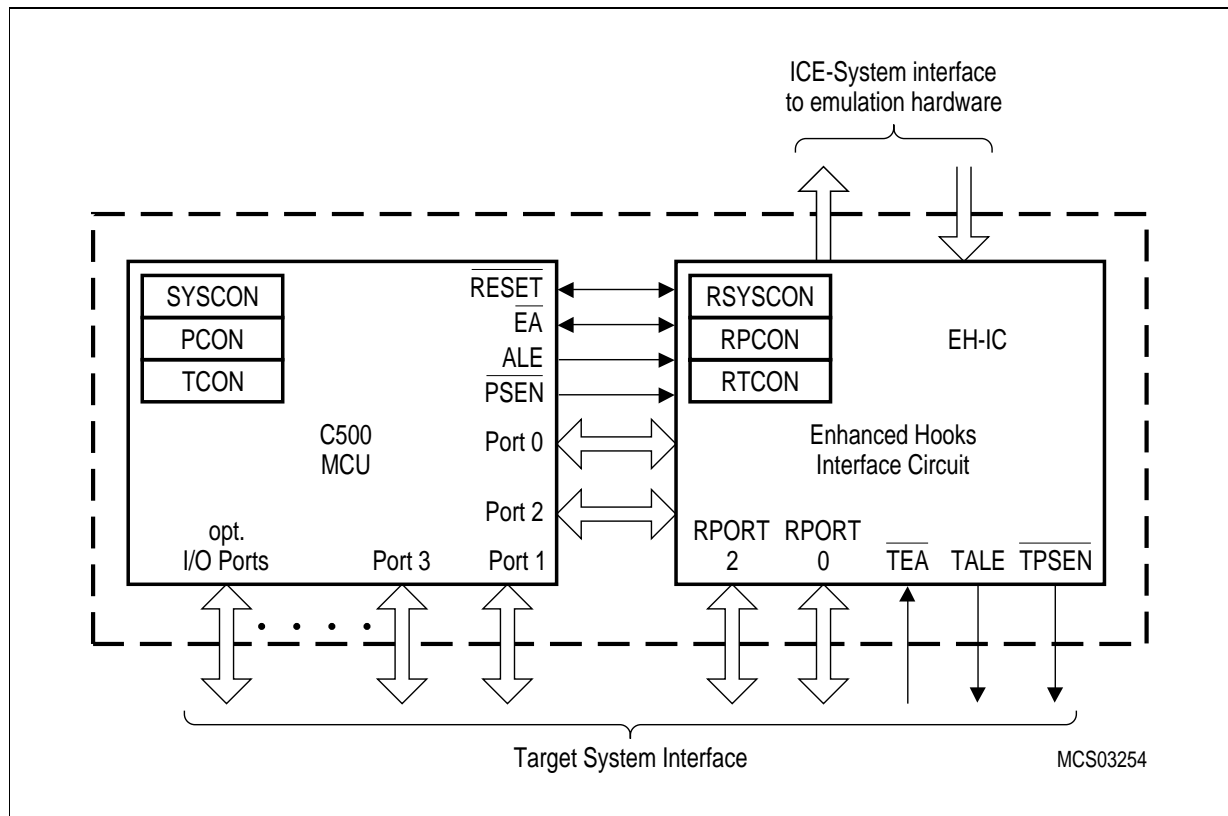 ICE-System interface
to emulation hardware
SYSCON
PCON
TCON
RESET
EA
ALE
PSEN
Port 0
Port 2
C500
MCU
opt.
I/O Ports
Port 3
Port 1
RSYSCON
RPCON
RTCON
EH-IC
Enhanced Hooks
Interface Circuit
RPORT
2
RPORT
0
TEA
TALE
TPSEN
Target System Interface
MCS03254